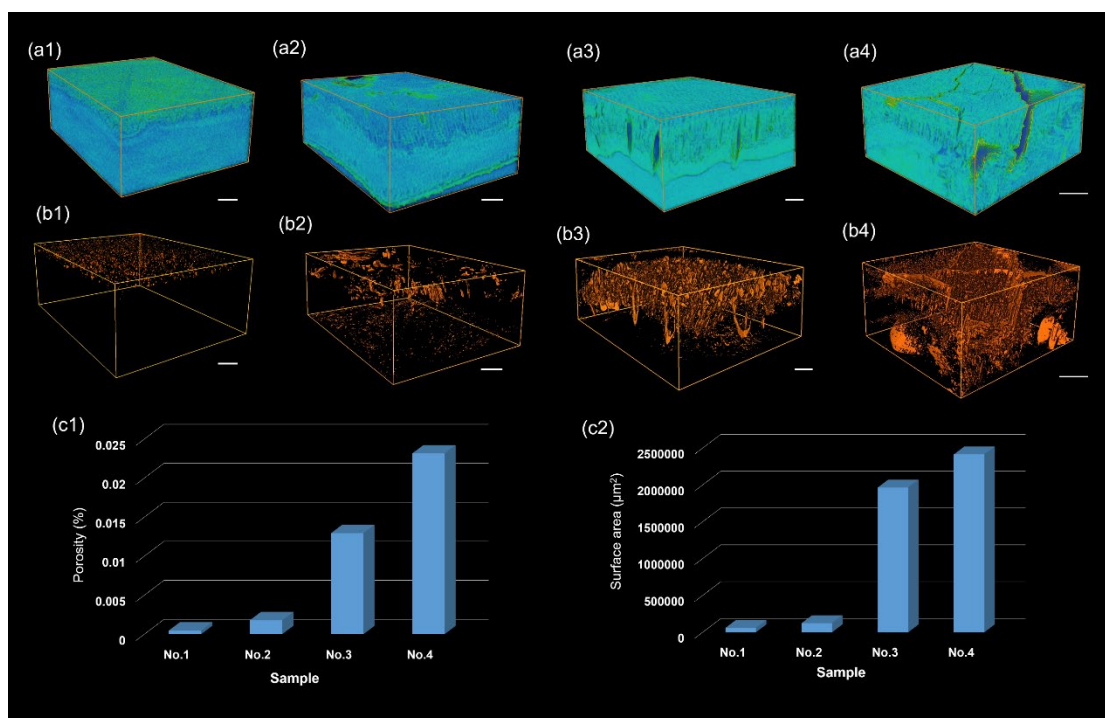 (a1)
(a2)
(a3)
(a4)
(b1)
(b2)
(b3)
(b4)
(c1)
0.025
0.02
0.015
0.01
0.005
0
Porosity (%)
No.1 No.2 No.3 No.4
Sample
(c2)
2500000
2000000
1500000
1000000
500000
0
Surface area (μm²)
No.1 No.2 No.3 No.4
Sample